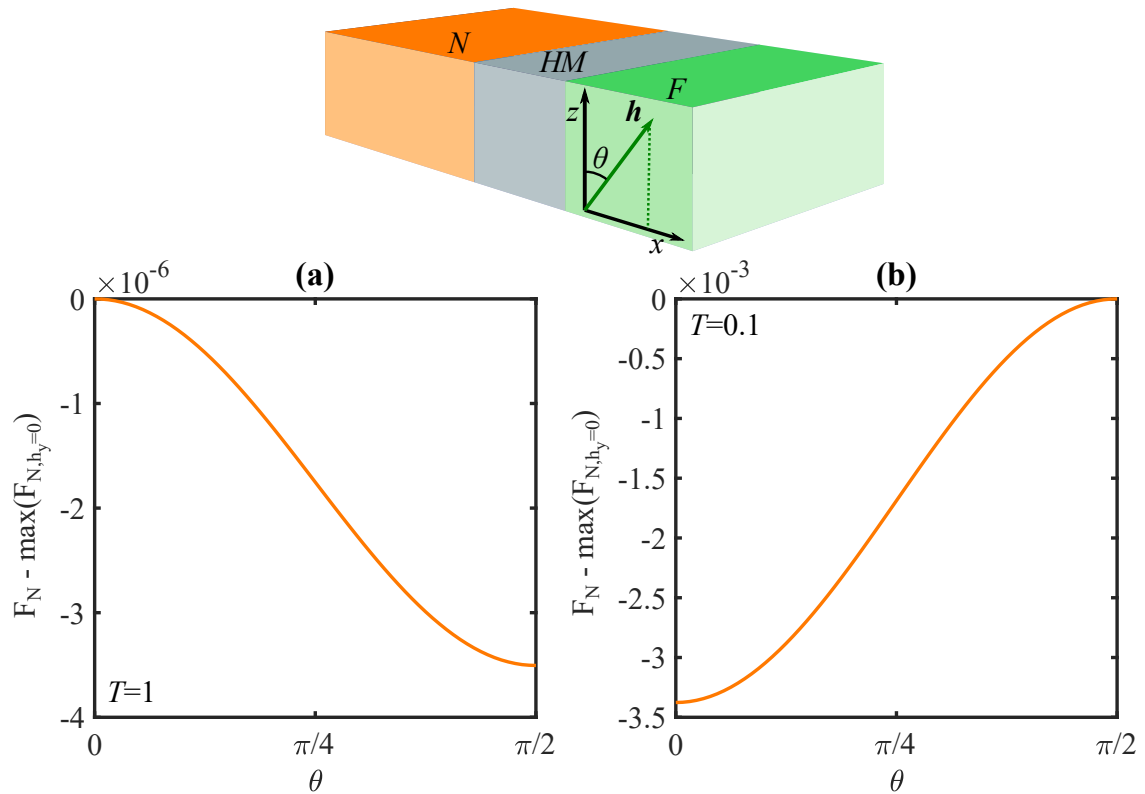 N
HM
F
z
h
θ
x
(a)
×10⁻⁶
0
-1
-2
-3
-4
T=1
0
π/4
π/2
θ
F_N - max(F_{N,h_y=0})
(b)
×10⁻³
0
-0.5
-1
-1.5
-2
-2.5
-3
-3.5
T=0.1
0
π/4
π/2
θ
F_N - max(F_{N,h_y=0})